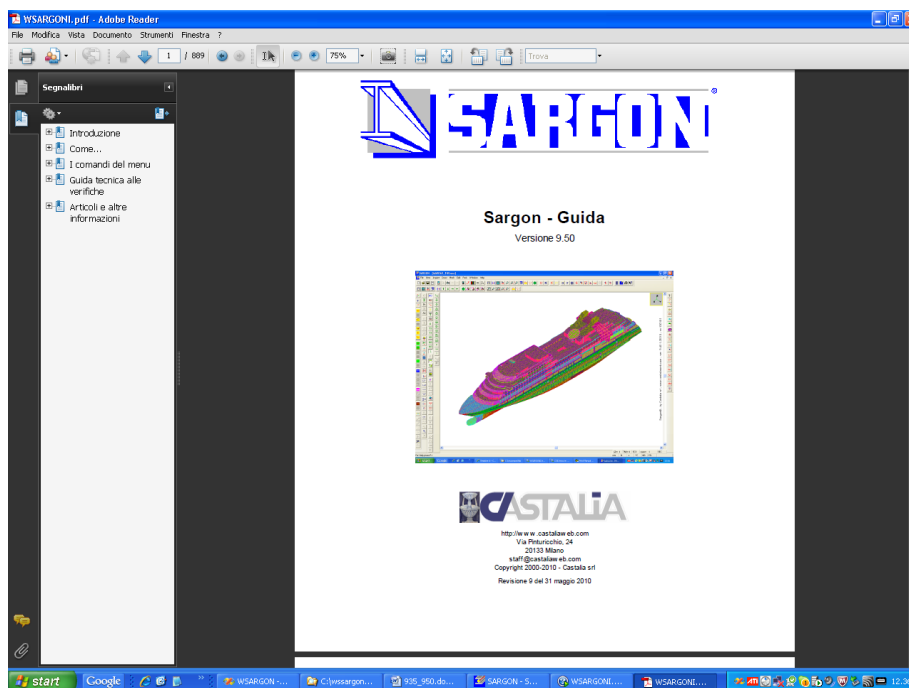 WSARGONI.pdf - Adobe Reader
File Modifica Vista Documento Strumenti Finestra ?
1 / 889 75% Trova
Segnalibri
Introduzione
Come...
I comandi del menu
Guida tecnica alle
verifiche
Articoli e altre
informazioni
SARGON®
Sargon - Guida
Versione 9.50
CASTALIA
http://www.castaliaweb.com
Via Pinturicchio, 24
20133 Milano
staff@castaliaweb.com
Copyright 2000-2010 - Castalia srl
Revisione 9 del 31 maggio 2010
start Google WSARGON -... C:\wssargon... 935_950.do... SARGON - S... WSARGONI.... WSARGONI.... 12.36